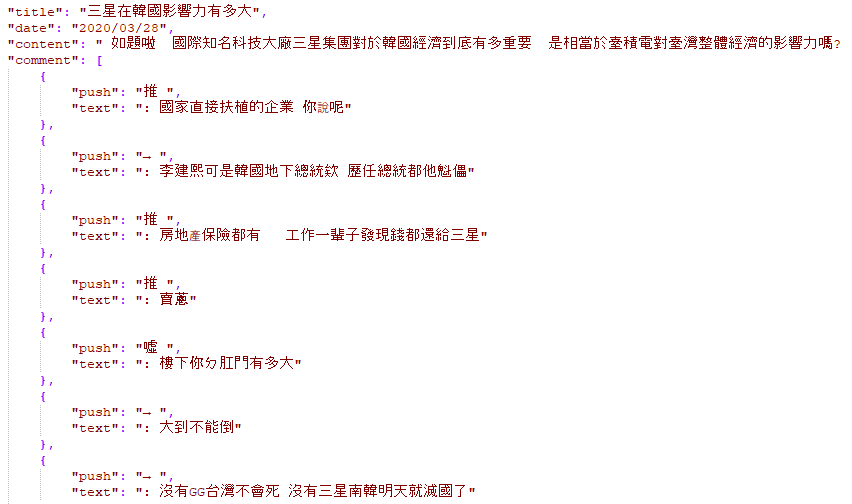 "title": "三星在韓國影響力有多大",
"date": "2020/03/28",
"content": " 如題啦  國際知名科技大廠三星集團對於韓國經濟到底有多重要  是相當於臺積電對臺灣整體經濟的影響力嗎?
"comment": [
{
"push": "推 ",
"text": ": 國家直接扶植的企業 你說呢"
},
{
"push": "→ ",
"text": ": 李建熙可是韓國地下總統欸 歷任總統都他魁儡"
},
{
"push": "推 ",
"text": ": 房地產保險都有   工作一輩子發現錢都還給三星"
},
{
"push": "推 ",
"text": ": 賣蔥"
},
{
"push": "噓 ",
"text": ": 樓下你ㄉ肛門有多大"
},
{
"push": "→ ",
"text": ": 大到不能倒"
},
{
"push": "→ ",
"text": ": 沒有GG台灣不會死 沒有三星南韓明天就滅國了"